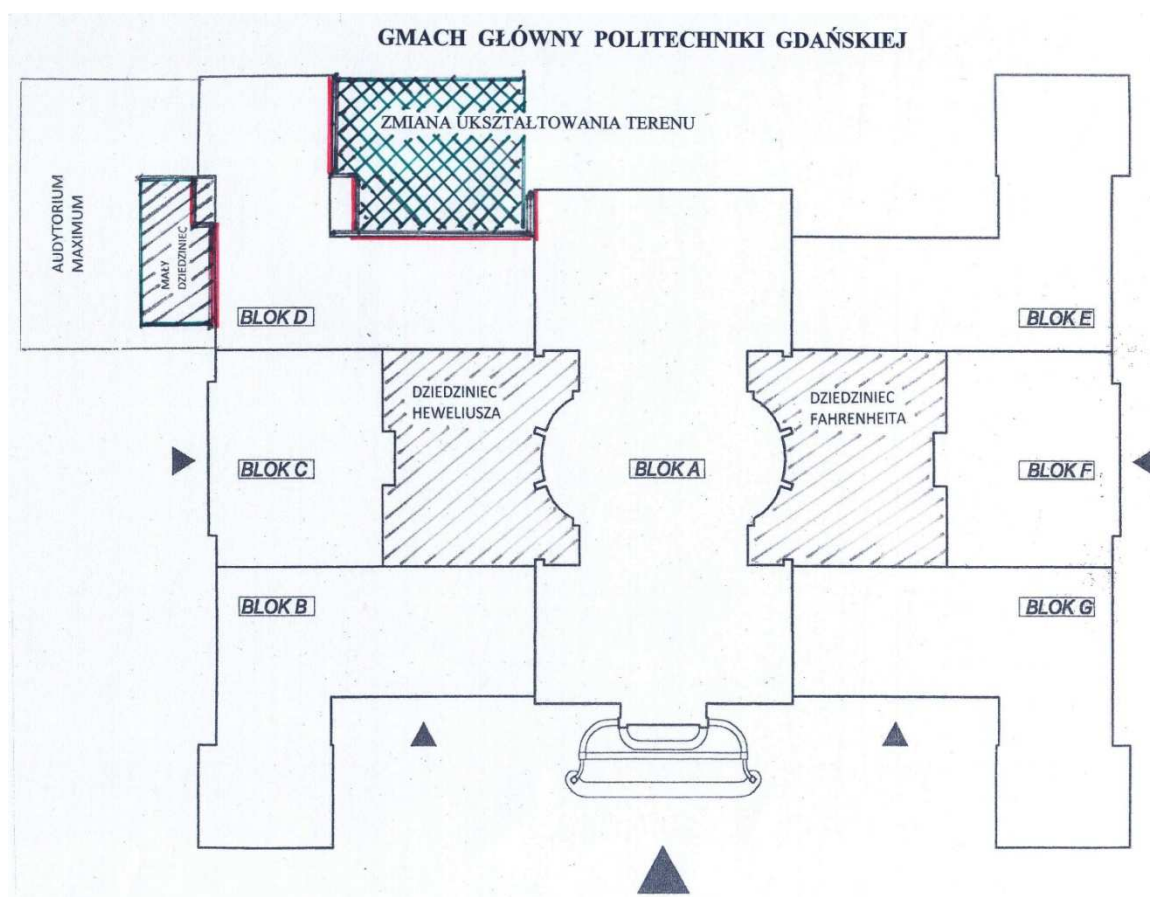 GMACH GŁÓWNY POLITECHNIKI GDAŃSKIEJ
ZMIANA UKSZTAŁTOWANIA TERENU
AUDYTORIUM
MAXIMUM
MAŁY
DZIEDZINIEC
BLOK D
BLOK E
DZIEDZINIEC
HEWELIUSZA
DZIEDZINIEC
FAHRENHEITA
BLOK C
BLOK A
BLOK F
BLOK B
BLOK G